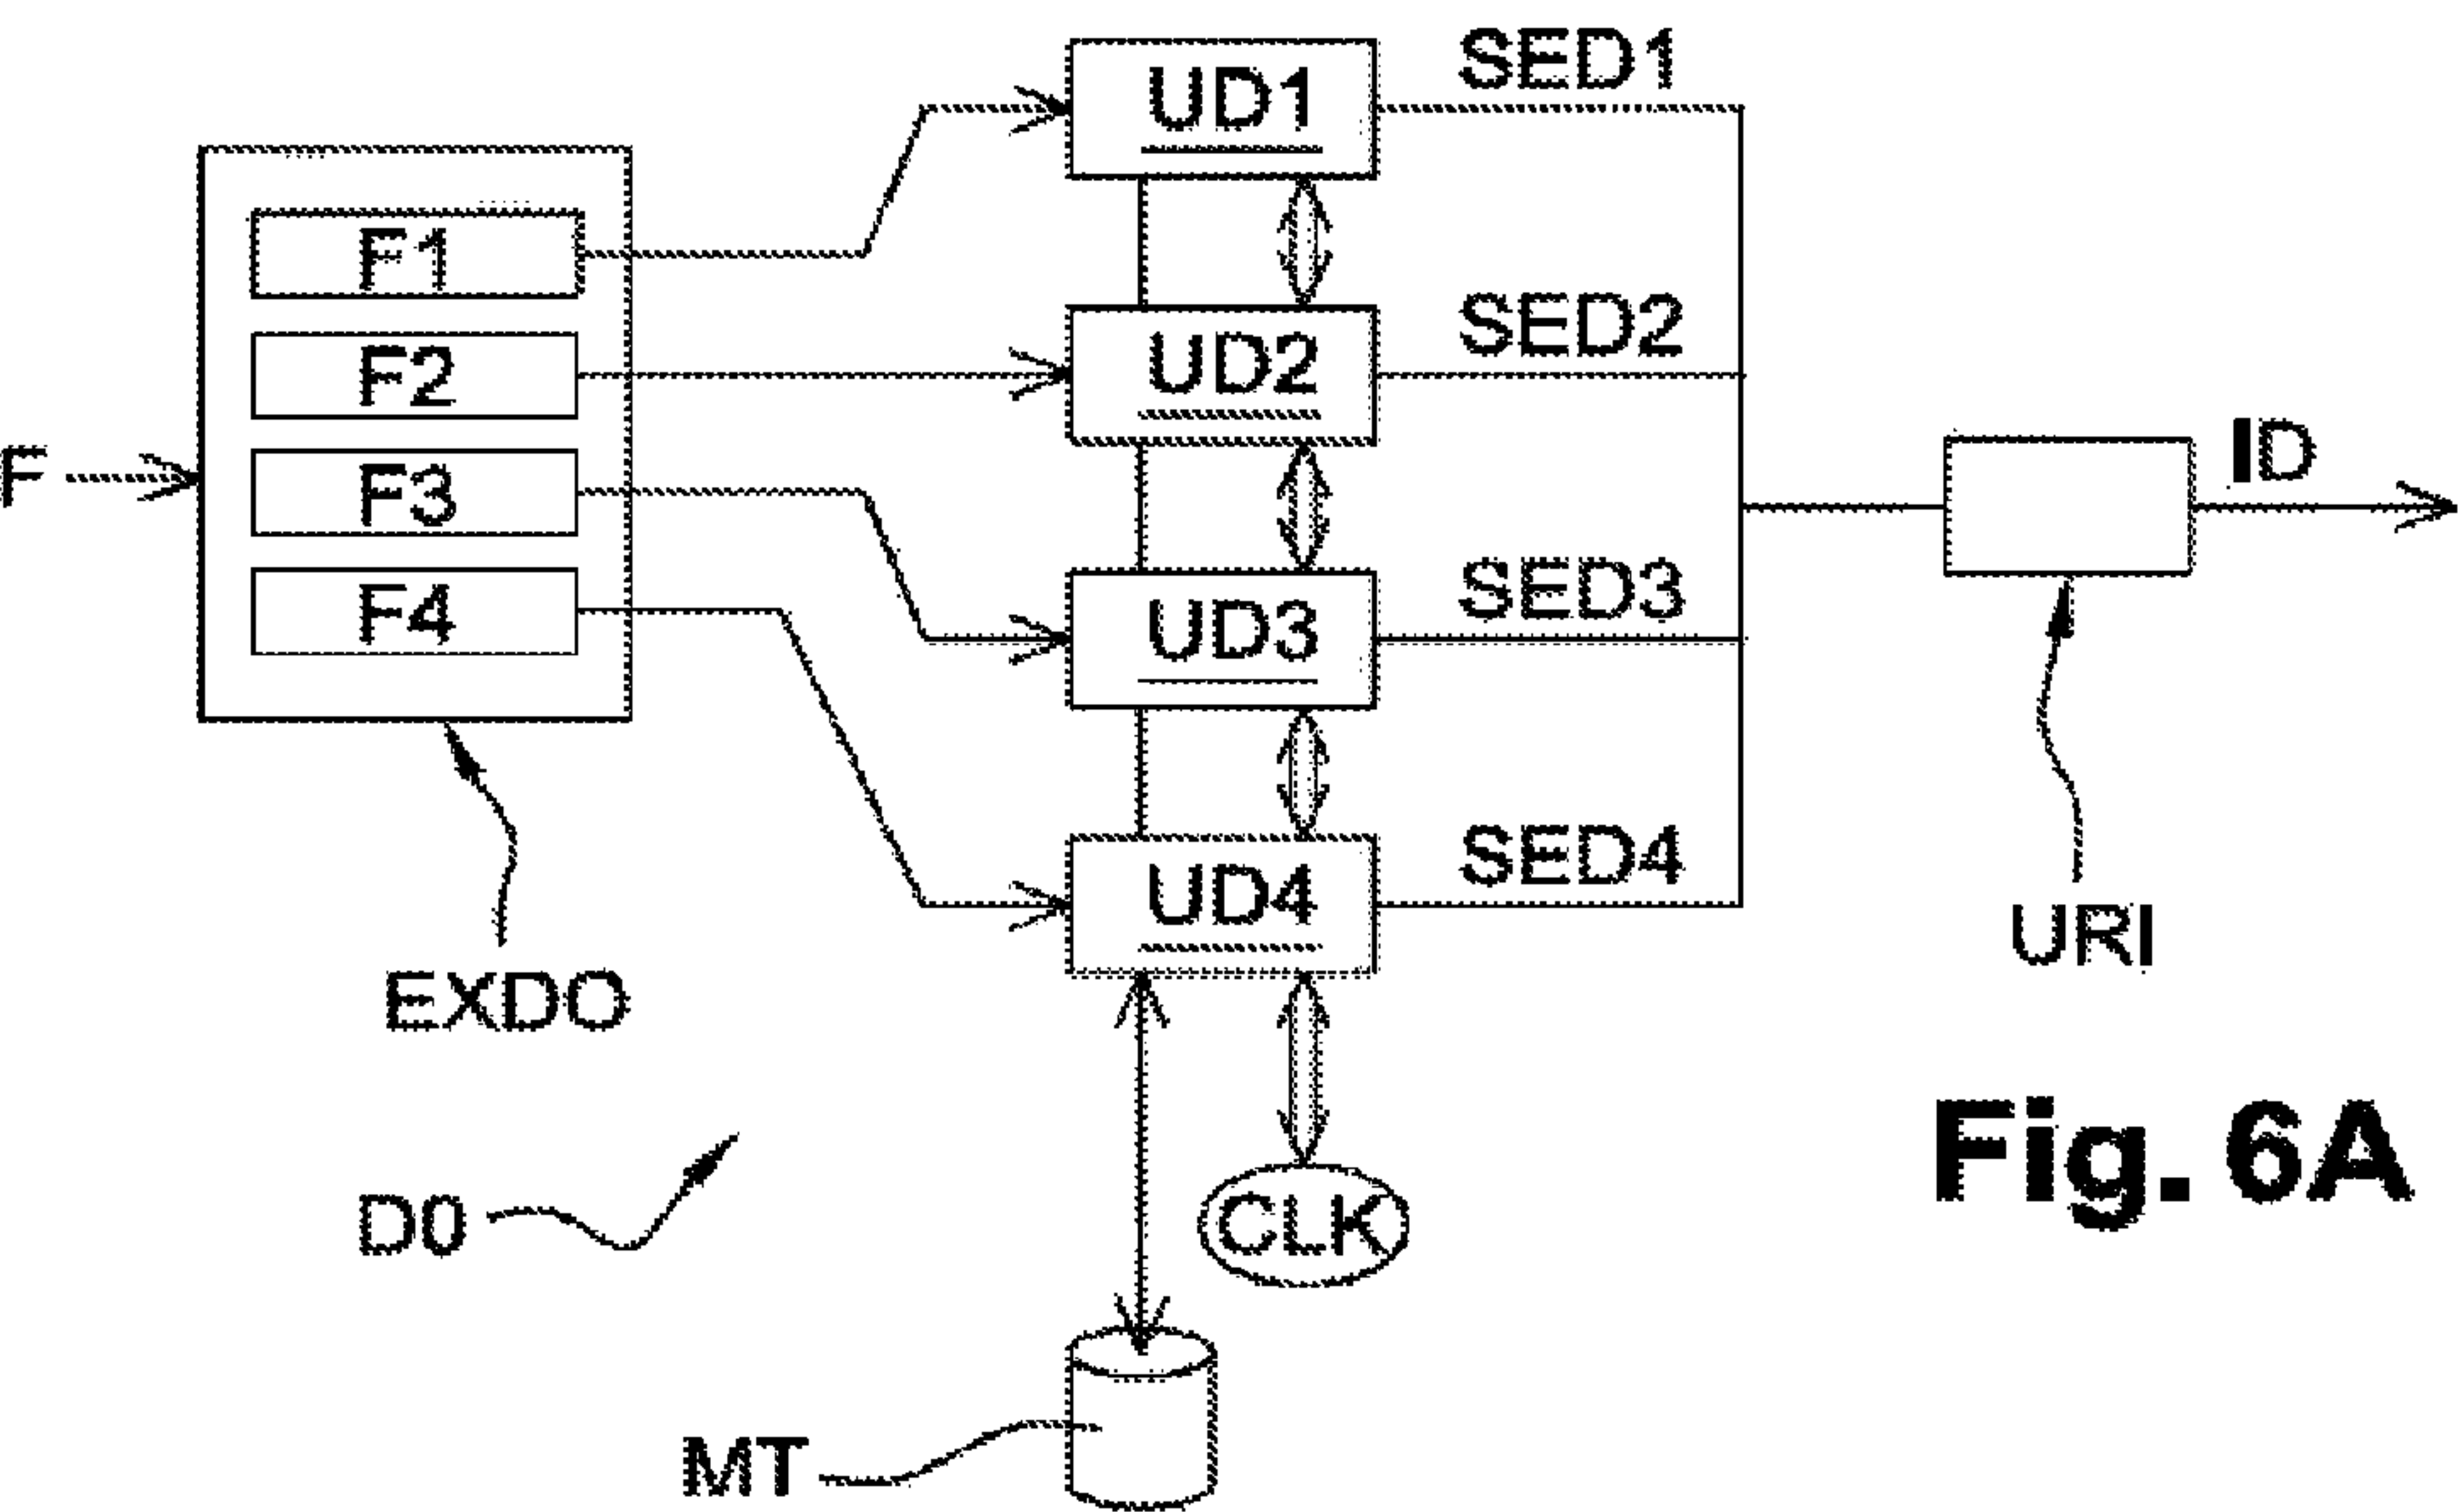 SED1
UD1
F1
SED2
UD2
F2
F
F3
ID
SED3
UD3
F4
SED4
UD4
URI
EXDO
Fig. 6A
D0
CLK
MT